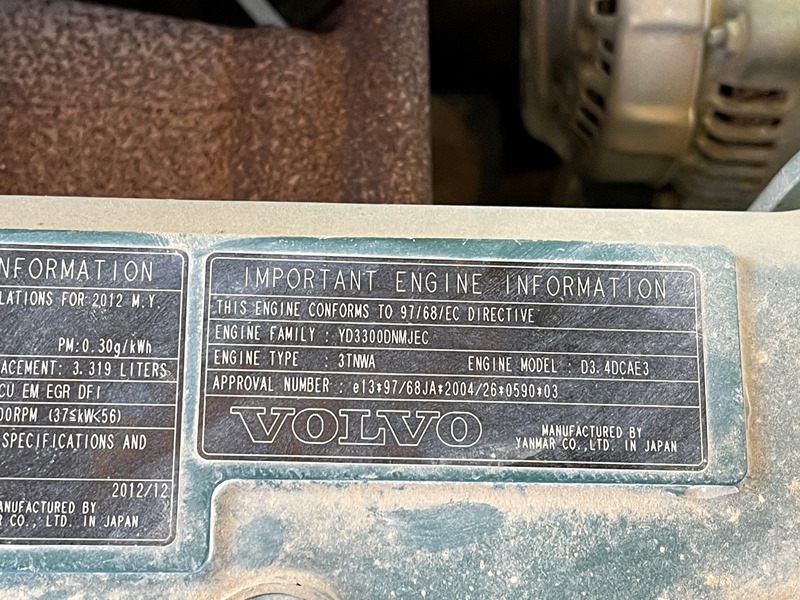 NFORMATION
LATIONS FOR 2012 M.Y
PM:0.30g/kWh
ACEMENT: 3.319 LITERS
CU EM EGR DFI
00RPM (37≦kW<56)
SPECIFICATIONS AND
2012/12
ANUFACTURED BY
R CO., LTD. IN JAPAN
IMPORTANT ENGINE INFORMATION
THIS ENGINE CONFORMS TO 97/68/EC DIRECTIVE
ENGINE FAMILY : YD3300DNMJEC
ENGINE TYPE : 3TNWA ENGINE MODEL : D3.4DCAE3
APPROVAL NUMBER : e13*97/68JA*2004/26*0590*03
VOLVO
MANUFACTURED BY
YANMAR CO.,LTD. IN JAPAN